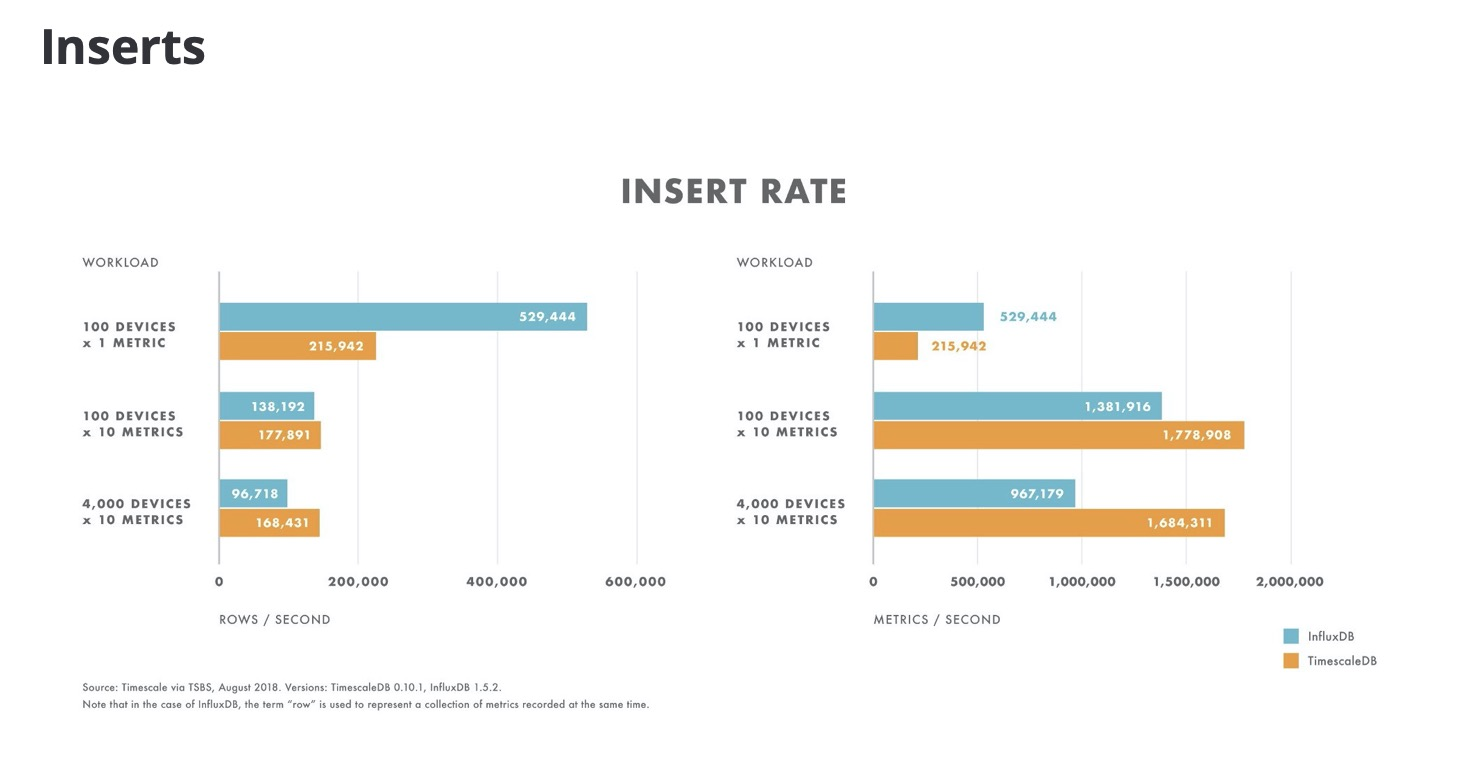 Inserts
INSERT RATE
WORKLOAD
100 DEVICES
x 1 METRIC
529,444
215,942
100 DEVICES
x 10 METRICS
138,192
177,891
4,000 DEVICES
x 10 METRICS
96,718
168,431
0 200,000 400,000 600,000
ROWS / SECOND
WORKLOAD
100 DEVICES
x 1 METRIC
529,444
215,942
100 DEVICES
x 10 METRICS
1,381,916
1,778,908
4,000 DEVICES
x 10 METRICS
967,179
1,684,311
0 500,000 1,000,000 1,500,000 2,000,000
METRICS / SECOND
InfluxDB
TimescaleDB
Source: Timescale via TSBS, August 2018. Versions: TimescaleDB 0.10.1, InfluxDB 1.5.2.
Note that in the case of InfluxDB, the term “row” is used to represent a collection of metrics recorded at the same time.